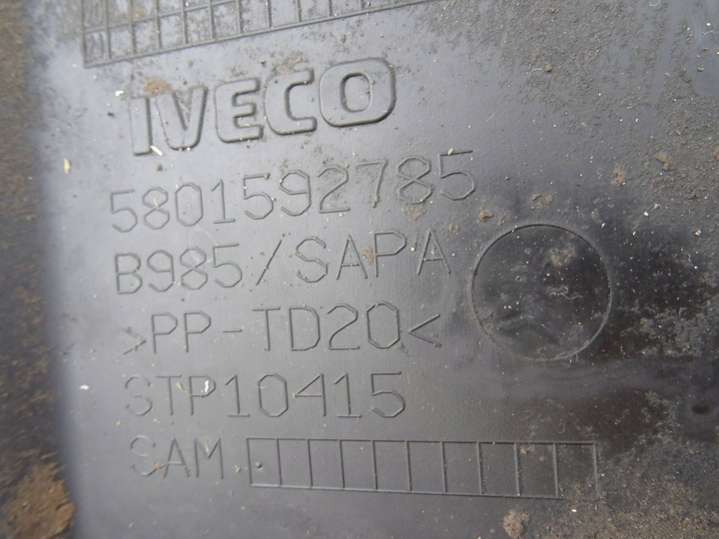 IVECO
5801592785
B985/SAPA
>PP-TD20<
STP10415
SAM